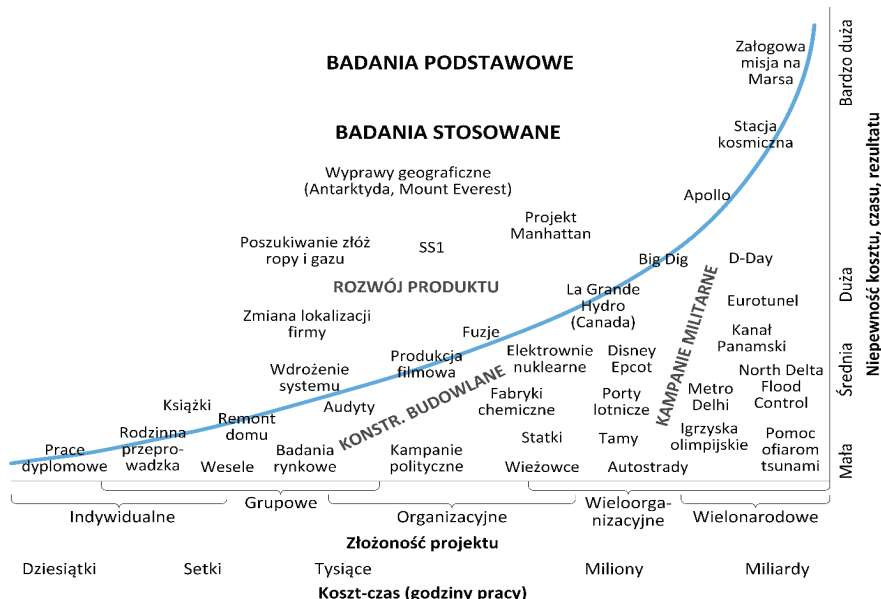 Załogowa
misja na
Marsa
BADANIA PODSTAWOWE
BADANIA STOSOWANE
Stacja
kosmiczna
Wyprawy geograficzne
(Antarktyda, Mount Everest)
Apollo
Projekt
Manhattan
Poszukiwanie złóż
ropy i gazu
SS1
Big Dig
D-Day
ROZWÓJ PRODUKTU
La Grande
Hydro
(Canada)
Eurotunel
Zmiana lokalizacji
firmy
Fuzje
Kanał
Panamski
KAMPANIE MILITARNE
Produkcja
filmowa
Elektrownie
nuklearne
Disney
Epcot
Wdrożenie
systemu
North Delta
Flood
Control
KONSTR. BUDOWLANE
Fabryki
chemiczne
Porty
lotnicze
Metro
Delhi
Książki
Audyty
Remont
domu
Rodzinna
przepro-
wadzka
Statki
Tamy
Igrzyska
olimpijskie
Pomoc
ofiarom
tsunami
Prace
dyplomowe
Wesele
Badania
rynkowe
Kampanie
polityczne
Wieżowce
Autostrady
Bardzo duża
Duża
Średnia
Mała
Niepewność kosztu, czasu, rezultatu
Indywidualne
Grupowe
Organizacyjne
Wieloorga-
nizacyjne
Wielonarodowe
Złożoność projektu
Dziesiątki
Setki
Tysiące
Miliony
Miliardy
Koszt-czas (godziny pracy)